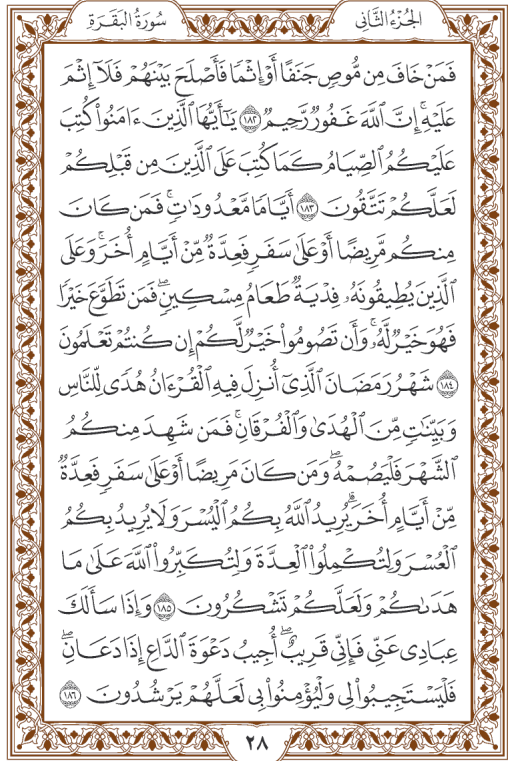 الجزء الثاني
سورة البقرة
فَمَنْ خَافَ مِن مُّوصٍ جَنَفًا أَوْ إِثْمًا فَأَصْلَحَ بَيْنَهُمْ فَلَآ إِثْمَ
عَلَيْهِ ۚ إِنَّ ٱللَّهَ غَفُورٌ رَّحِيمٌ ١٨٢ يَـٰٓأَيُّهَا ٱلَّذِينَ ءَامَنُوا۟ كُتِبَ
عَلَيْكُمُ ٱلصِّيَامُ كَمَا كُتِبَ عَلَى ٱلَّذِينَ مِن قَبْلِكُمْ
لَعَلَّكُمْ تَتَّقُونَ ١٨٣ أَيَّامًا مَّعْدُودَٰتٍ ۚ فَمَن كَانَ
مِنكُم مَّرِيضًا أَوْ عَلَىٰ سَفَرٍ فَعِدَّةٌ مِّنْ أَيَّامٍ أُخَرَ ۚ وَعَلَى
ٱلَّذِينَ يُطِيقُونَهُۥ فِدْيَةٌ طَعَامُ مِسْكِينٍ ۖ فَمَن تَطَوَّعَ خَيْرًا
فَهُوَ خَيْرٌ لَّهُۥ ۚ وَأَن تَصُومُوا۟ خَيْرٌ لَّكُمْ إِن كُنتُمْ تَعْلَمُونَ
١٨٤ شَهْرُ رَمَضَانَ ٱلَّذِىٓ أُنزِلَ فِيهِ ٱلْقُرْءَانُ هُدًى لِّلنَّاسِ
وَبَيِّنَـٰتٍ مِّنَ ٱلْهُدَىٰ وَٱلْفُرْقَانِ ۚ فَمَن شَهِدَ مِنكُمُ
ٱلشَّهْرَ فَلْيَصُمْهُ ۖ وَمَن كَانَ مَرِيضًا أَوْ عَلَىٰ سَفَرٍ فَعِدَّةٌ
مِّنْ أَيَّامٍ أُخَرَ ۗ يُرِيدُ ٱللَّهُ بِكُمُ ٱلْيُسْرَ وَلَا يُرِيدُ بِكُمُ
ٱلْعُسْرَ وَلِتُكْمِلُوا۟ ٱلْعِدَّةَ وَلِتُكَبِّرُوا۟ ٱللَّهَ عَلَىٰ مَا
هَدَىٰكُمْ وَلَعَلَّكُمْ تَشْكُرُونَ ١٨٥ وَإِذَا سَأَلَكَ
عِبَادِى عَنِّى فَإِنِّى قَرِيبٌ ۖ أُجِيبُ دَعْوَةَ ٱلدَّاعِ إِذَا دَعَانِ ۖ
فَلْيَسْتَجِيبُوا۟ لِى وَلْيُؤْمِنُوا۟ بِى لَعَلَّهُمْ يَرْشُدُونَ ١٨٦
٢٨